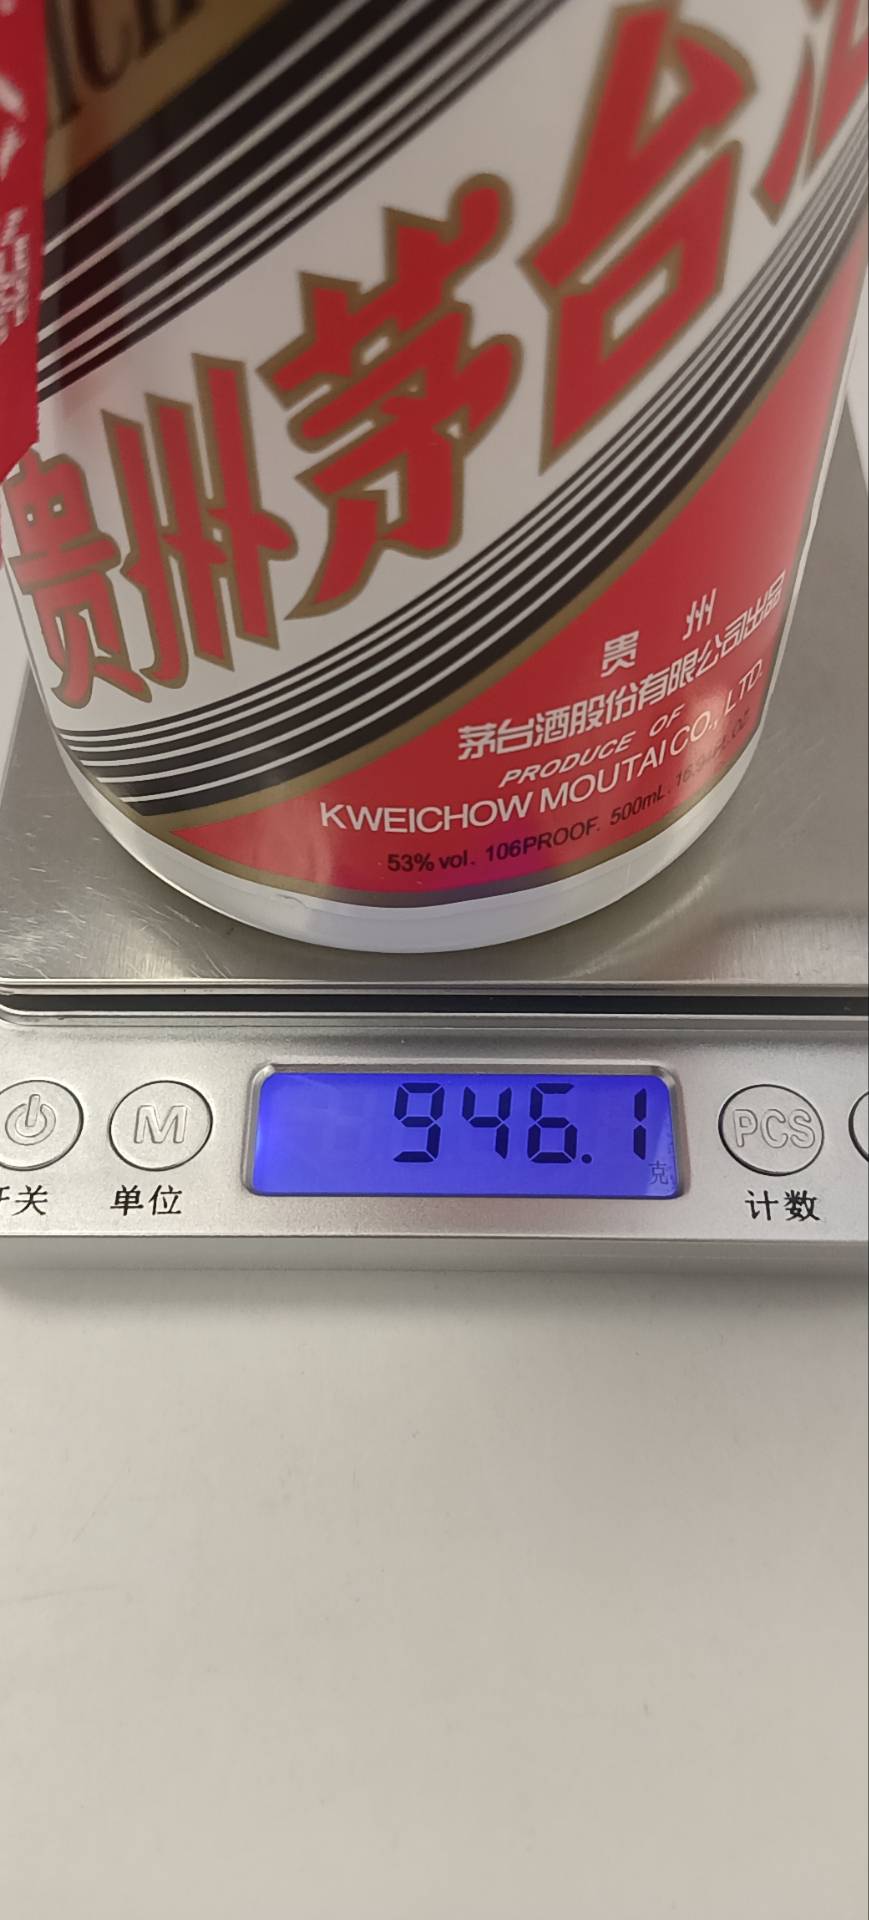 贵州茅台
贵 州
茅台酒股份有限公司出品
PRODUCE OF
KWEICHOW MOUTAI CO., LTD.
53% vol. 106PROOF. 500mL.
946.1
克
M
PCS
开关
单位
计数